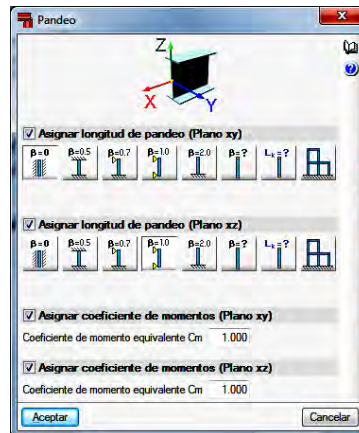 Pandeo
Z
X
Y
Asignar longitud de pandeo (Plano xy)
β=0 β=0.5 β=0.7 β=1.0 β=2.0 β=? Lk=?
Asignar longitud de pandeo (Plano xz)
β=0 β=0.5 β=0.7 β=1.0 β=2.0 β=? Lk=?
Asignar coeficiente de momentos (Plano xy)
Coeficiente de momento equivalente Cm 1.000
Asignar coeficiente de momentos (Plano xz)
Coeficiente de momento equivalente Cm 1.000
Aceptar Cancelar